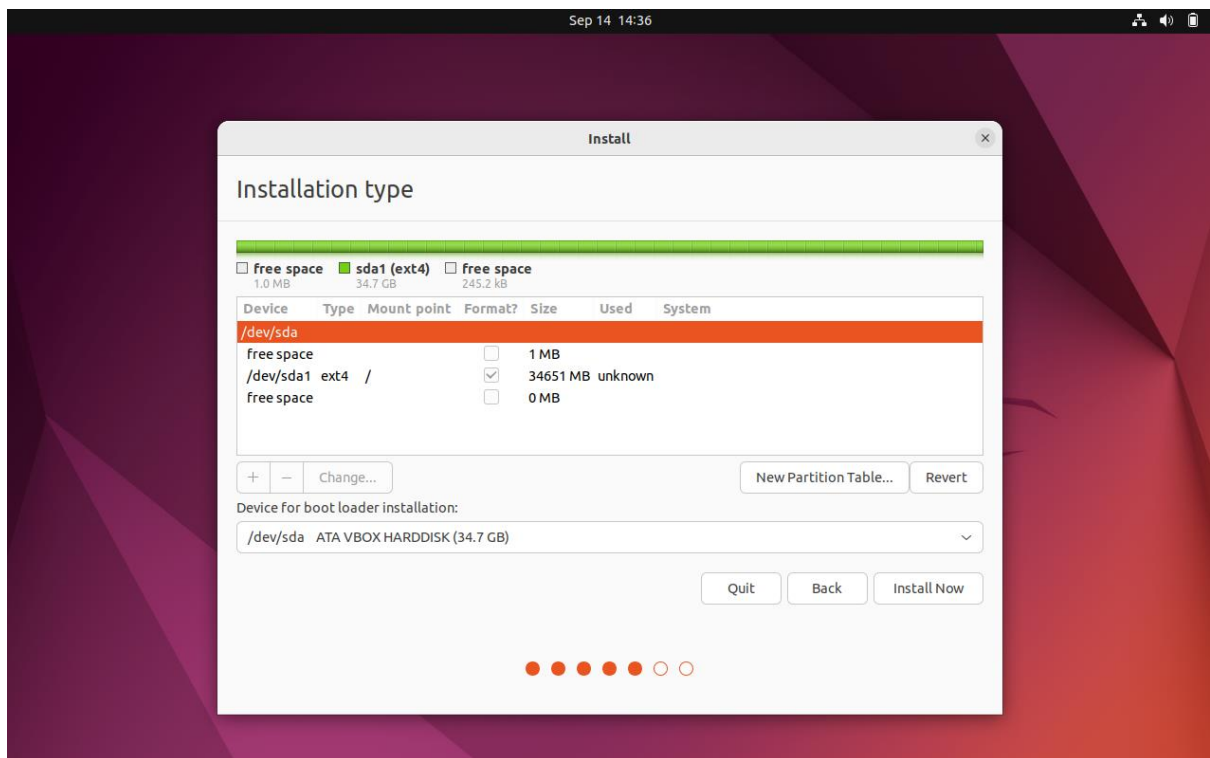 Sep 14 14:36
Install
Installation type
free space sda1 (ext4) free space
1.0 MB 34.7 GB 245.2 kB
Device Type Mount point Format? Size Used System
/dev/sda
free space 1 MB
/dev/sda1 ext4 / 34651 MB unknown
free space 0 MB
+ − Change... New Partition Table... Revert
Device for boot loader installation:
/dev/sda ATA VBOX HARDDISK (34.7 GB)
Quit Back Install Now